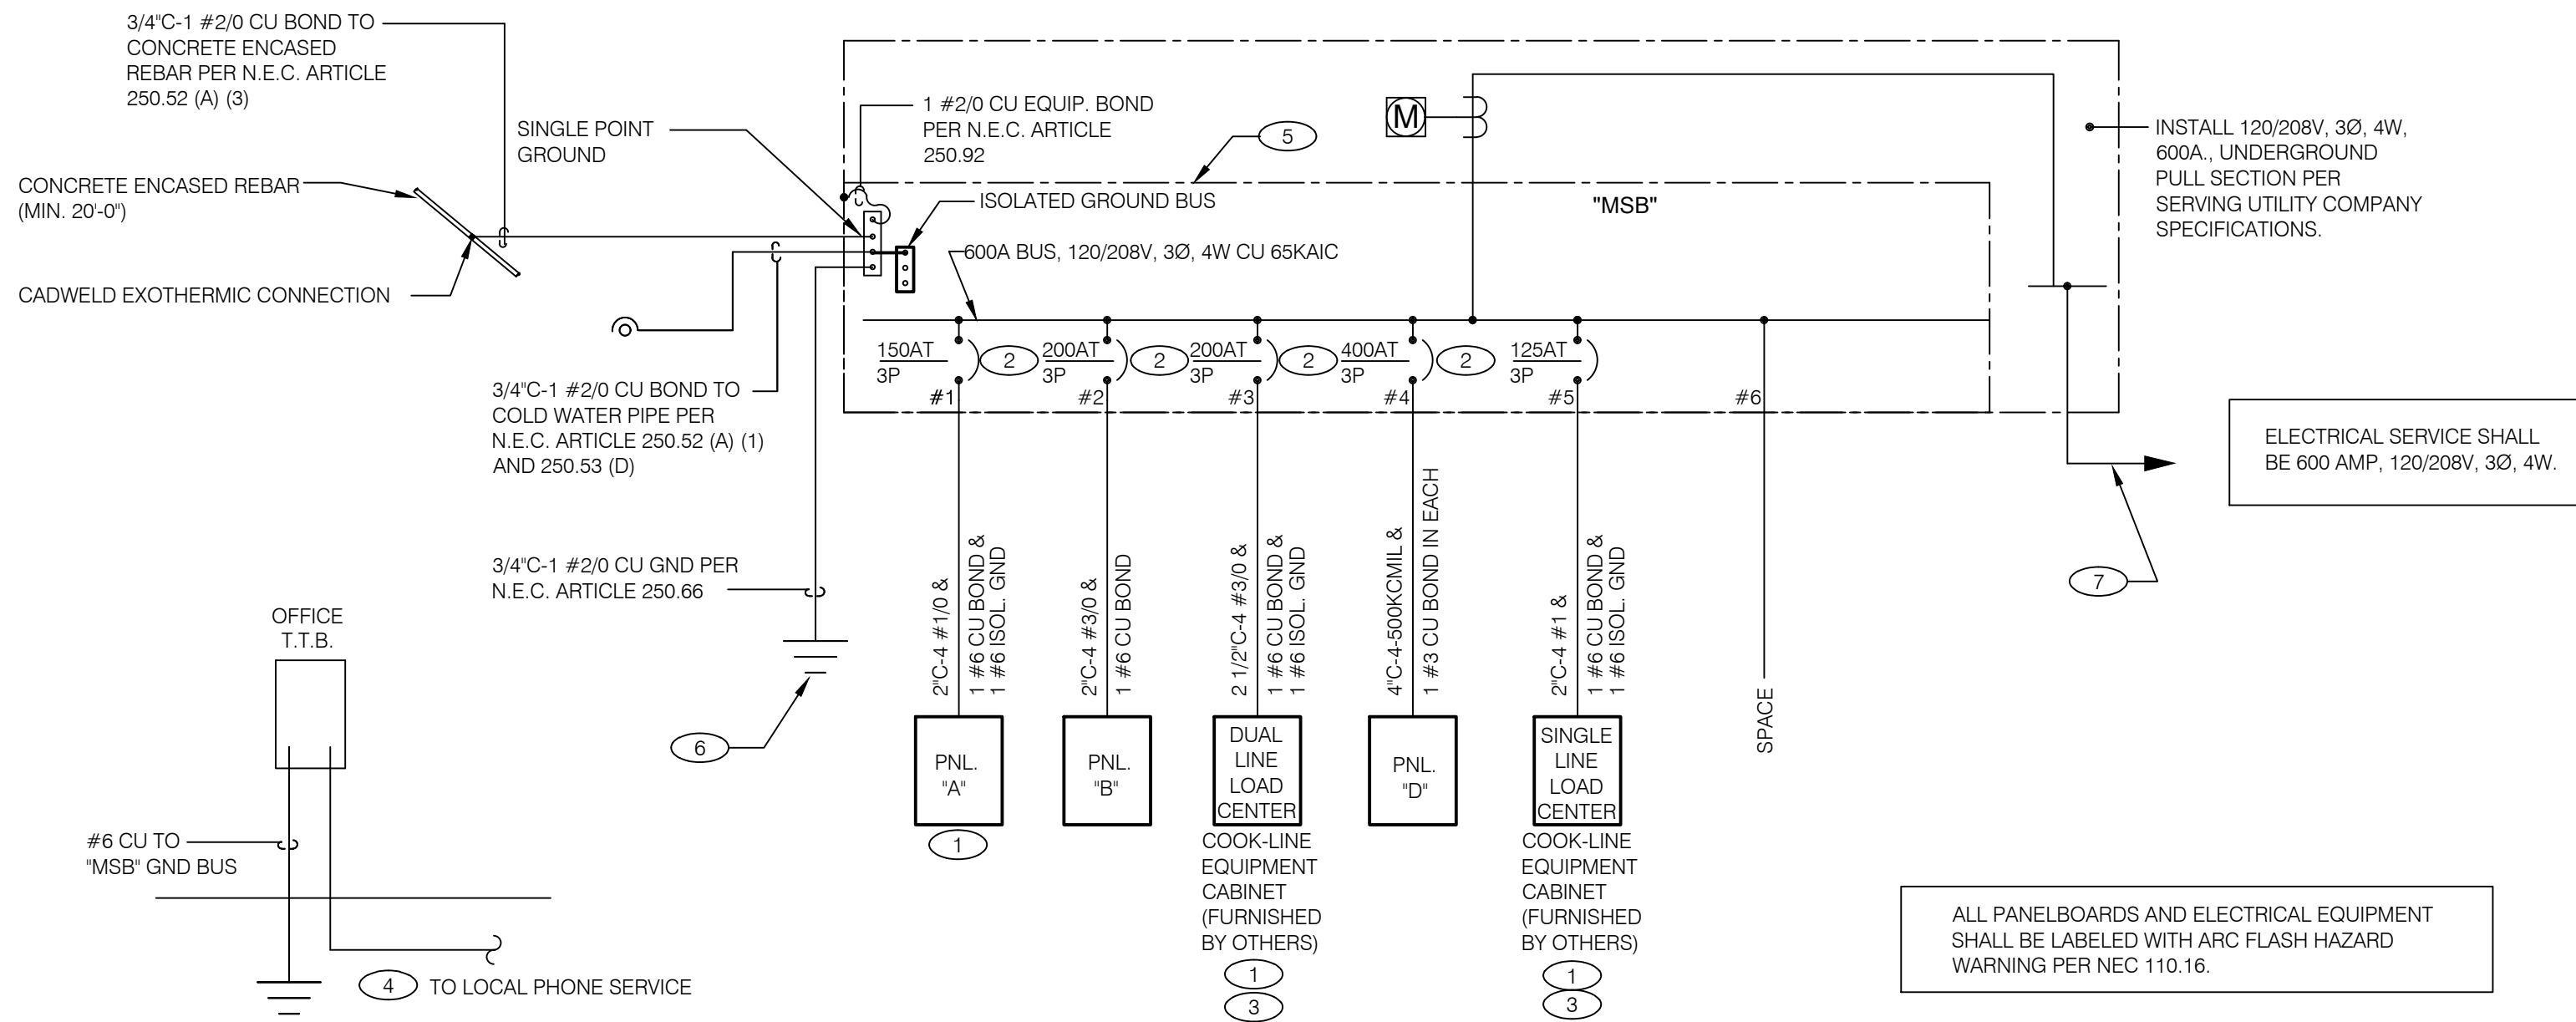 3/4"C-1 #2/0 CU BOND TO
CONCRETE ENCASED
REBAR PER N.E.C. ARTICLE
250.52 (A) (3)
SINGLE POINT
GROUND
1 #2/0 CU EQUIP. BOND
PER N.E.C. ARTICLE
250.92
5
M
INSTALL 120/208V, 3Ø, 4W,
600A., UNDERGROUND
PULL SECTION PER
SERVING UTILITY COMPANY
SPECIFICATIONS.
CONCRETE ENCASED REBAR
(MIN. 20'-0")
ISOLATED GROUND BUS
"MSB"
600A BUS, 120/208V, 3Ø, 4W CU 65KAIC
CADWELD EXOTHERMIC CONNECTION
150AT
3P
2
#1
200AT
3P
2
#2
200AT
3P
2
#3
400AT
3P
2
#4
125AT
3P
#5
#6
3/4"C-1 #2/0 CU BOND TO
COLD WATER PIPE PER
N.E.C. ARTICLE 250.52 (A) (1)
AND 250.53 (D)
ELECTRICAL SERVICE SHALL
BE 600 AMP, 120/208V, 3Ø, 4W.
7
3/4"C-1 #2/0 CU GND PER
N.E.C. ARTICLE 250.66
6
2"C-4 #1/0 &
1 #6 CU BOND &
1 #6 ISOL. GND
2"C-4 #3/0 &
1 #6 CU BOND
2 1/2"C-4 #3/0 &
1 #6 CU BOND &
1 #6 ISOL. GND
4"C-4-500KCMIL &
1 #3 CU BOND IN EACH
2"C-4 #1 &
1 #6 CU BOND &
1 #6 ISOL. GND
SPACE
PNL.
"A"
1
PNL.
"B"
DUAL
LINE
LOAD
CENTER
COOK-LINE
EQUIPMENT
CABINET
(FURNISHED
BY OTHERS)
1
3
PNL.
"D"
SINGLE
LINE
LOAD
CENTER
COOK-LINE
EQUIPMENT
CABINET
(FURNISHED
BY OTHERS)
1
3
OFFICE
T.T.B.
#6 CU TO
"MSB" GND BUS
4
TO LOCAL PHONE SERVICE
ALL PANELBOARDS AND ELECTRICAL EQUIPMENT
SHALL BE LABELED WITH ARC FLASH HAZARD
WARNING PER NEC 110.16.